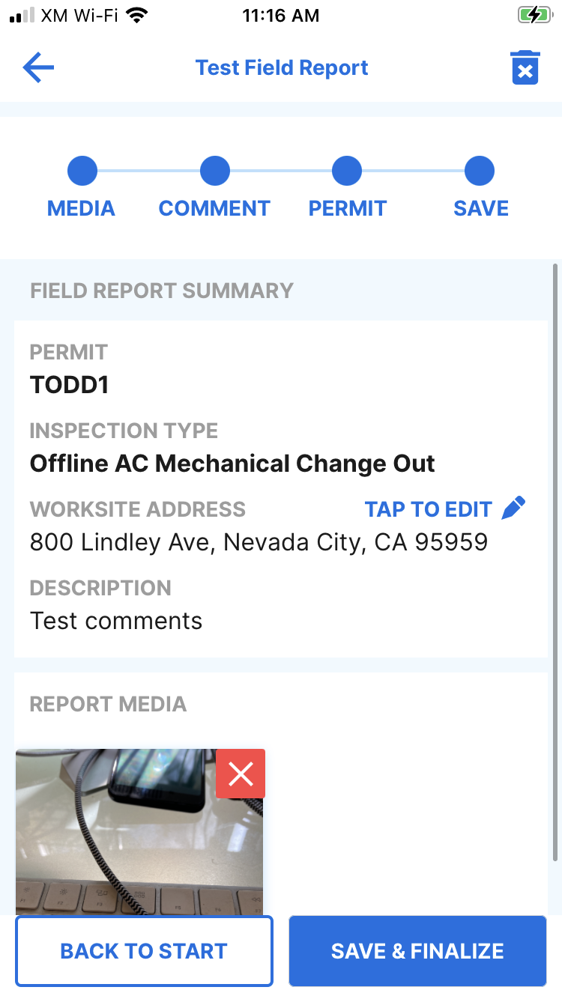 XM Wi-Fi 11:16 AM
Test Field Report
MEDIA COMMENT PERMIT SAVE
FIELD REPORT SUMMARY
PERMIT
TODD1
INSPECTION TYPE
Offline AC Mechanical Change Out
WORKSITE ADDRESS TAP TO EDIT
800 Lindley Ave, Nevada City, CA 95959
DESCRIPTION
Test comments
REPORT MEDIA
BACK TO START SAVE & FINALIZE